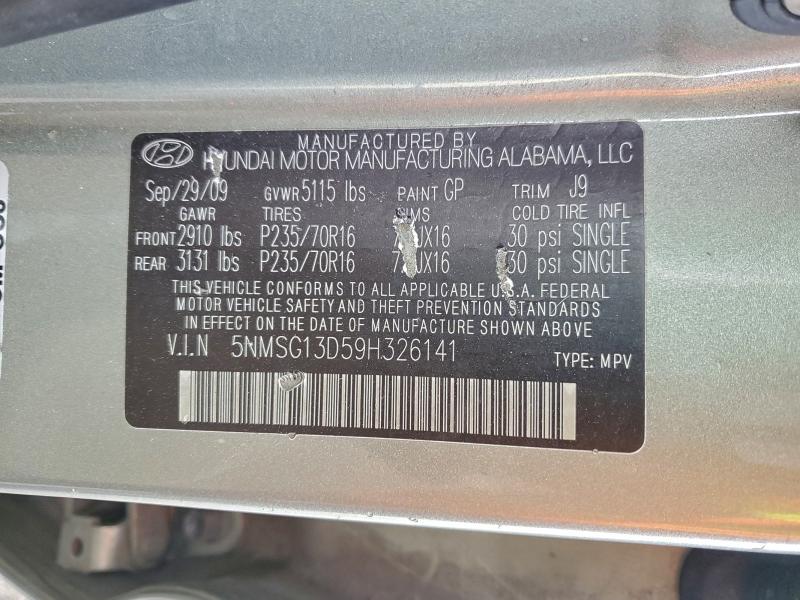 MANUFACTURED BY
HYUNDAI MOTOR MANUFACTURING ALABAMA, LLC
Sep/29/09 GVWR 5115 lbs PAINT GP TRIM J9
GAWR TIRES RIMS COLD TIRE INFL
FRONT 2910 lbs P235/70R16 30 psi SINGLE
REAR 3131 lbs P235/70R16 30 psi SINGLE
THIS VEHICLE CONFORMS TO ALL APPLICABLE U.S.A. FEDERAL
MOTOR VEHICLE SAFETY AND THEFT PREVENTION STANDARDS
IN EFFECT ON THE DATE OF MANUFACTURE SHOWN ABOVE
V.I.N 5NMSG13D59H326141 TYPE: MPV